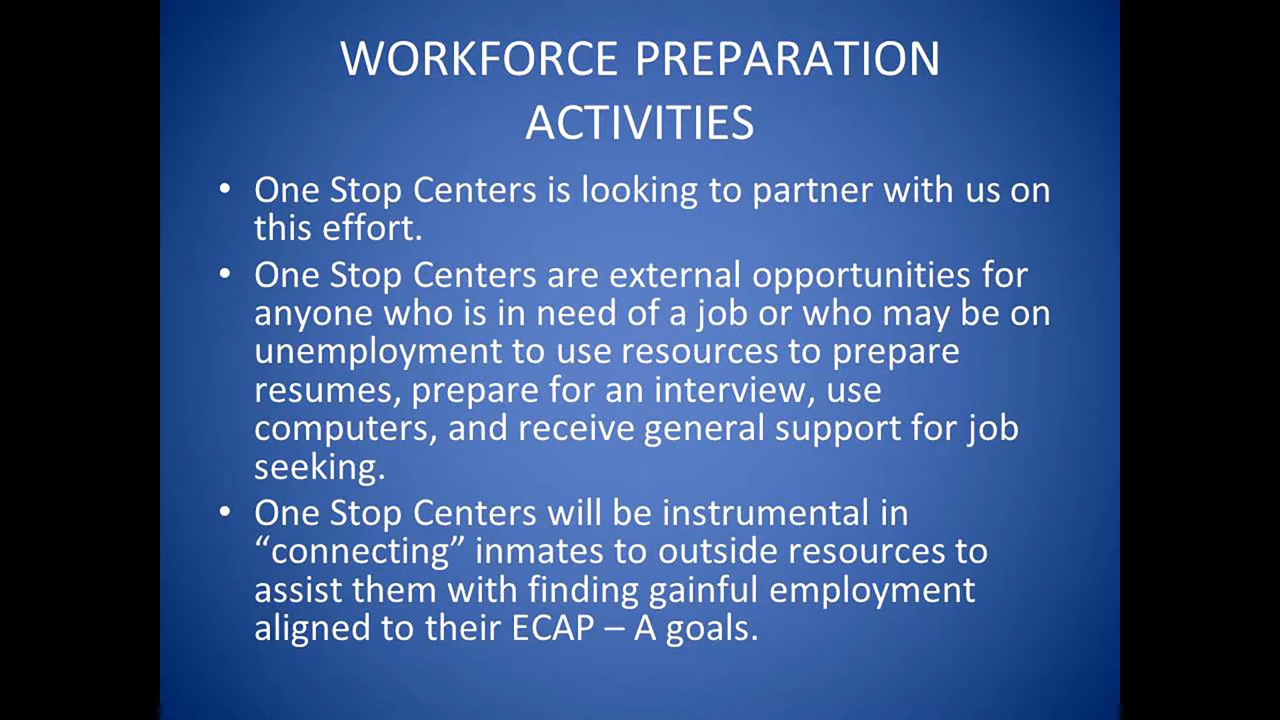 WORKFORCE PREPARATION
ACTIVITIES
• One Stop Centers is looking to partner with us on
this effort.
• One Stop Centers are external opportunities for
anyone who is in need of a job or who may be on
unemployment to use resources to prepare
resumes, prepare for an interview, use
computers, and receive general support for job
seeking.
• One Stop Centers will be instrumental in
“connecting” inmates to outside resources to
assist them with finding gainful employment
aligned to their ECAP – A goals.